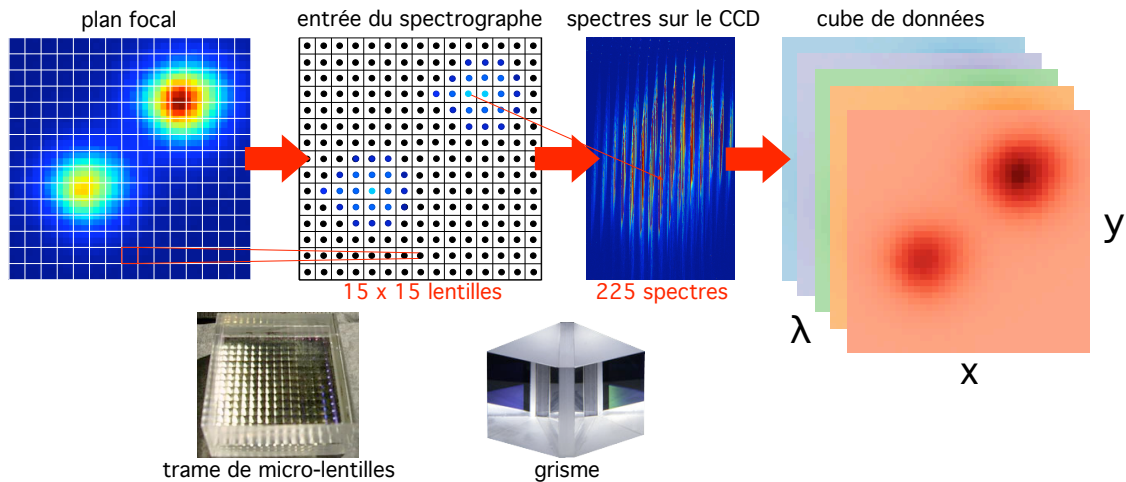 plan focal
entrée du spectrographe
spectres sur le CCD
cube de données
15 x 15 lentilles
225 spectres
y
λ
x
trame de micro-lentilles
grisme